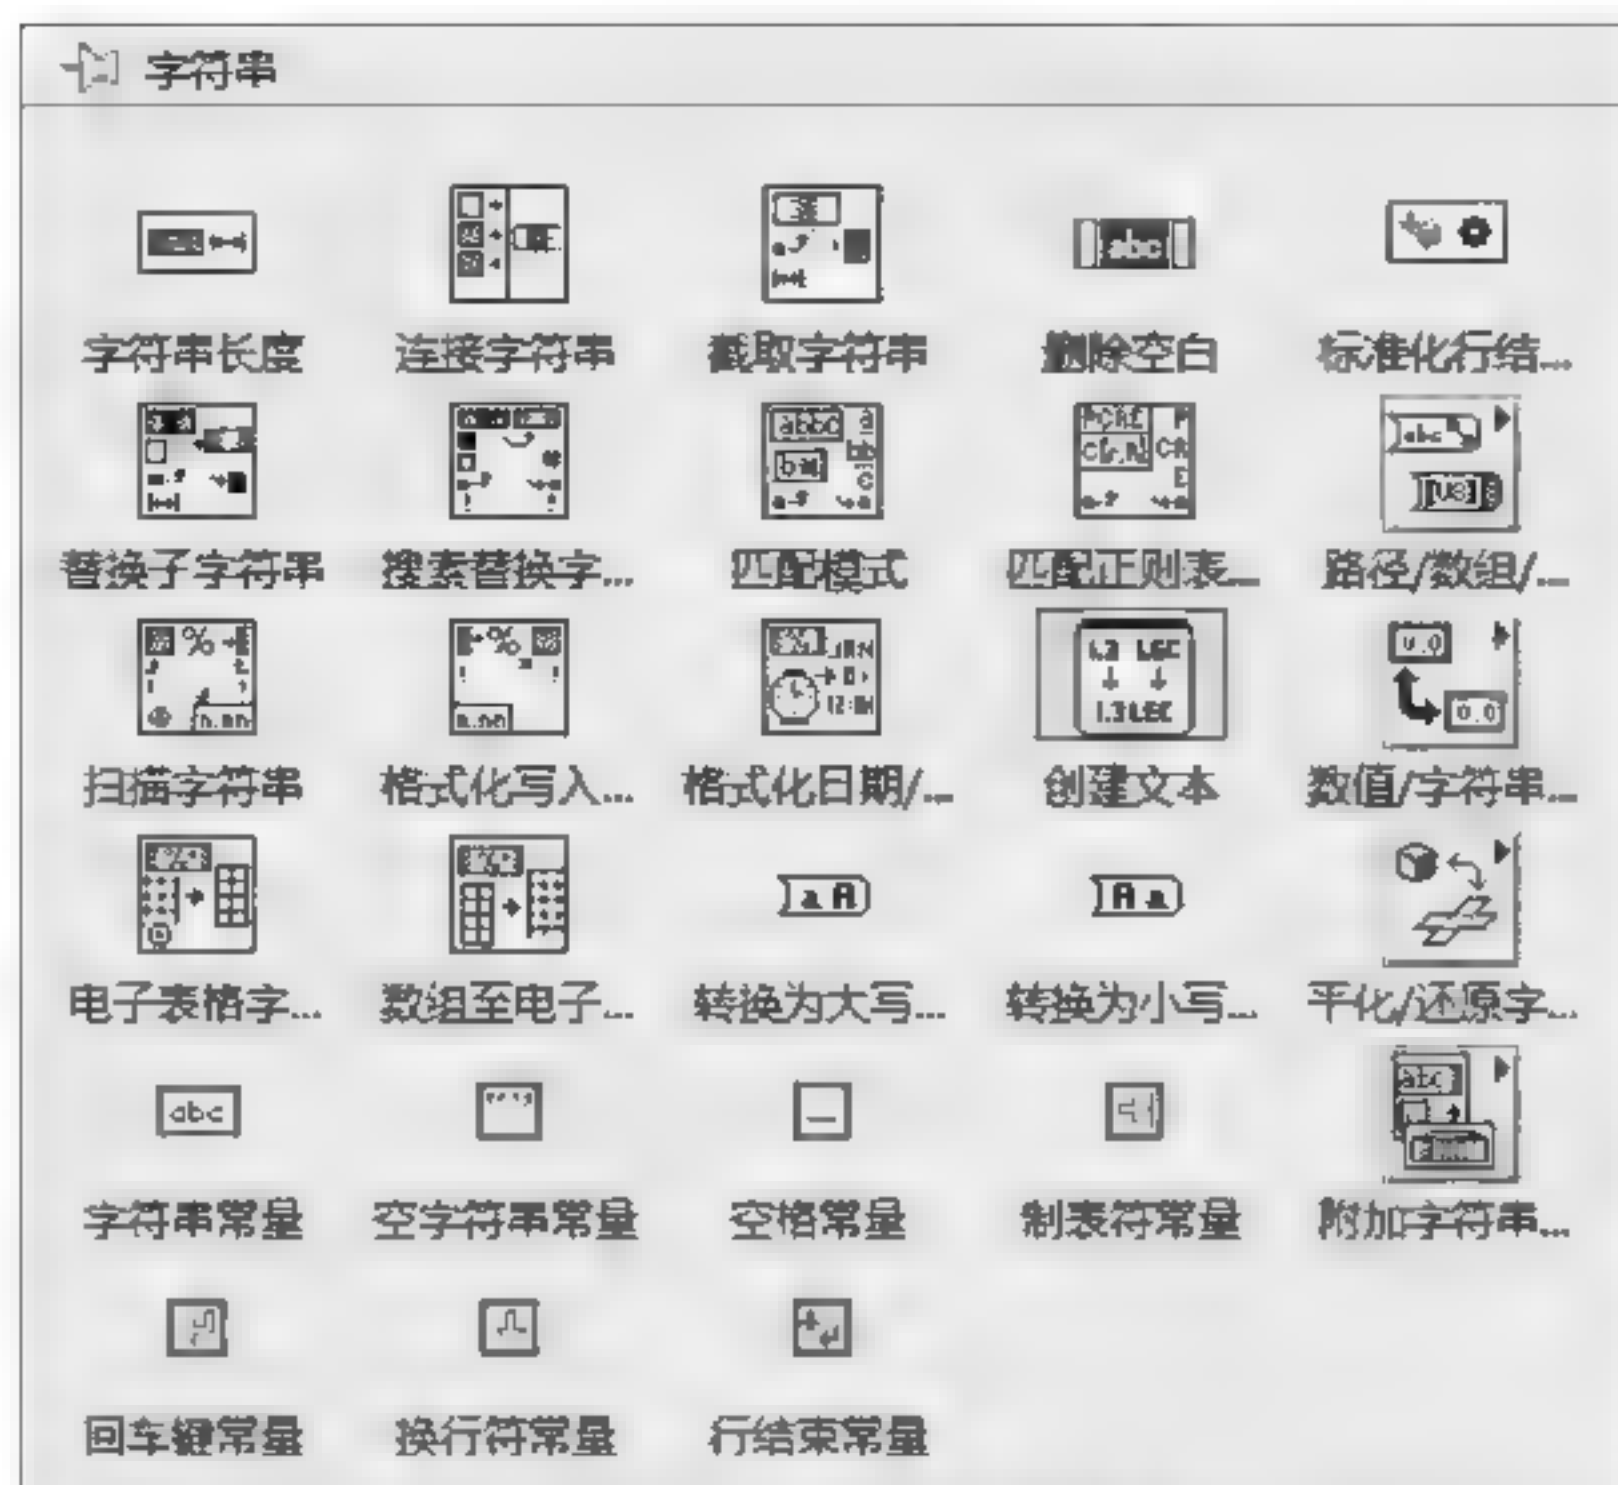 字符串
字符串长度 连接字符串 截取字符串 删除空白 标准化行结...
替换子字符串 搜索替换字... 匹配模式 匹配正则表... 路径/数组/...
扫描字符串 格式化写入... 格式化日期/... 创建文本 数值/字符串...
电子表格字... 数组至电子... 转换为大写... 转换为小写... 平化/还原字...
abc
字符串常量 空字符串常量 空格常量 制表符常量 附加字符串...
回车键常量 换行符常量 行结束常量